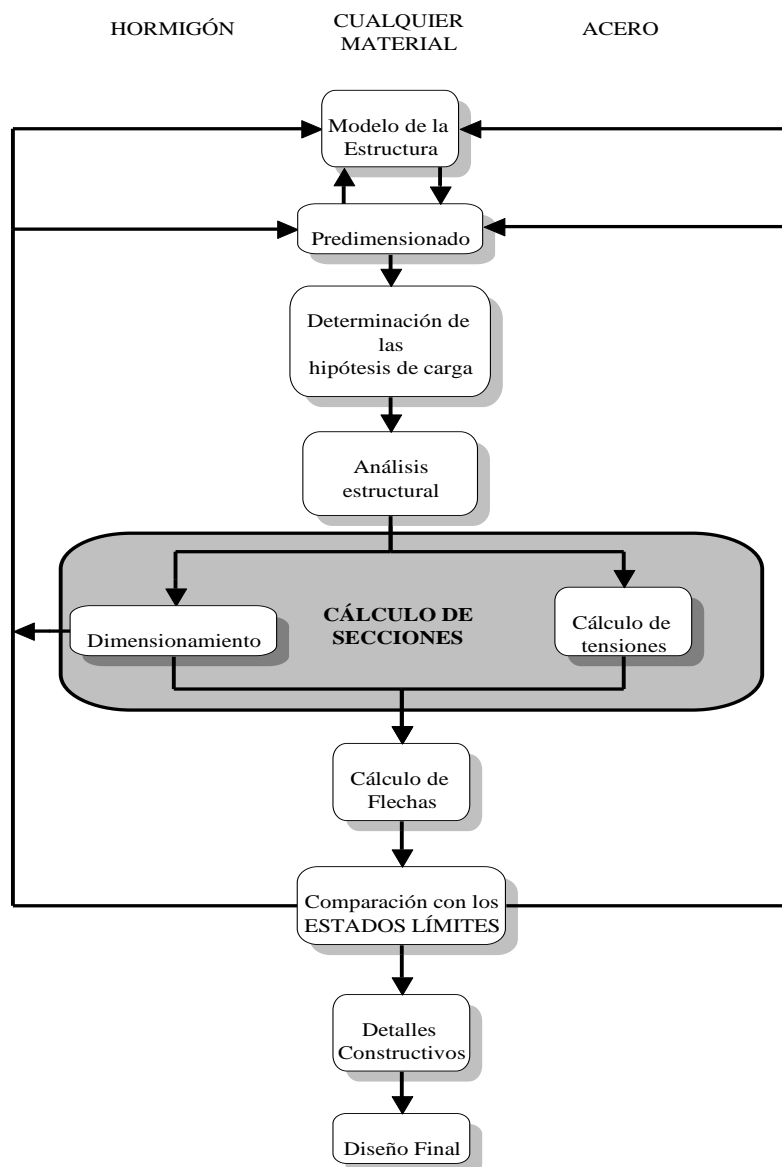 HORMIGÓN
CUALQUIER
MATERIAL
ACERO
Modelo de la
Estructura
Predimensionado
Determinación de
las
hipótesis de carga
Análisis
estructural
CÁLCULO DE
SECCIONES
Dimensionamiento
Cálculo de
tensiones
Cálculo de
Flechas
Comparación con los
ESTADOS LÍMITES
Detalles
Constructivos
Diseño Final